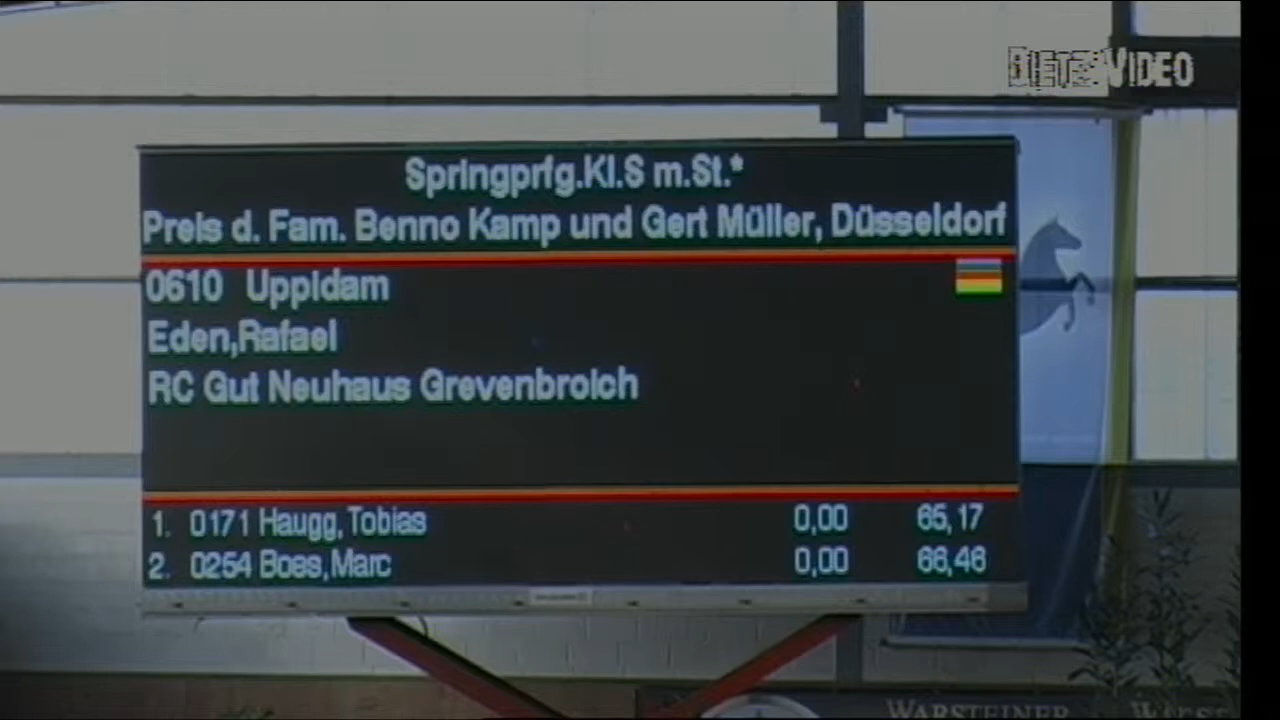 DIETZ VIDEO
Springprfg.Kl.S m.St.*
Preis d. Fam. Benno Kamp und Gert Müller, Düsseldorf
0610 Uppidam
Eden,Rafael
RC Gut Neuhaus Grevenbroich
1. 0171 Haugg,Tobias 0,00 65,17
2. 0254 Boes,Marc 0,00 66,46
WARSTEINER